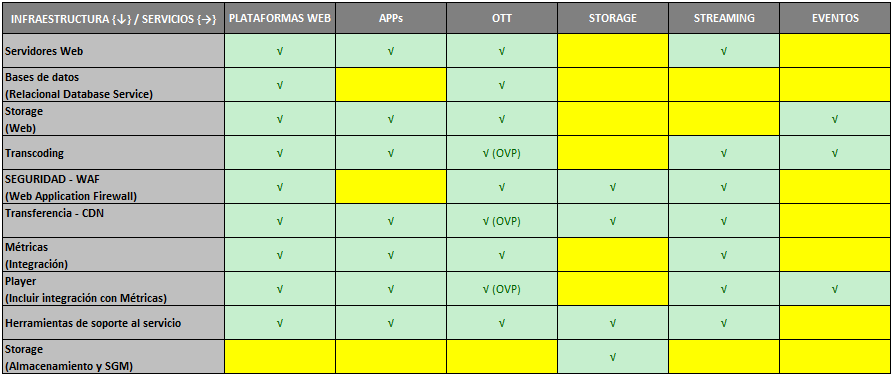 INFRAESTRUCTURA {↓} / SERVICIOS {→} PLATAFORMAS WEB APPs OTT STORAGE STREAMING EVENTOS
Servidores Web √ √ √ √
Bases de datos
(Relacional Database Service) √ √
Storage
(Web) √ √ √ √
Transcoding √ √ √ (OVP) √ √
SEGURIDAD - WAF
(Web Application Firewall) √ √ √ √
Transferencia - CDN √ √ √ (OVP) √ √
Métricas
(Integración) √ √ √ √
Player
(Incluir integración con Métricas) √ √ √ (OVP) √ √
Herramientas de soporte al servicio √ √ √ √ √
Storage
(Almacenamiento y SGM) √